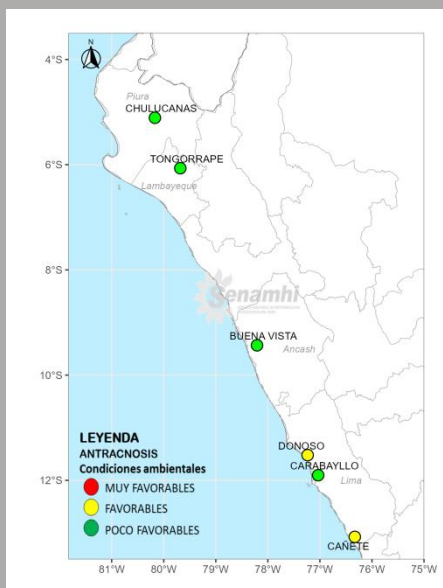 N
4°S
Piura
CHULUCANAS
6°S
TONGORRAPE
Lambayeque
8°S
Senamhi
BUENA VISTA
Ancash
10°S
LEYENDA
ANTRACNOSIS
Condiciones ambientales
MUY FAVORABLES
FAVORABLES
POCO FAVORABLES
DONOSO
CARABAYLLO
12°S
Lima
CAÑETE
81°W 80°W 79°W 78°W 77°W 76°W 75°W